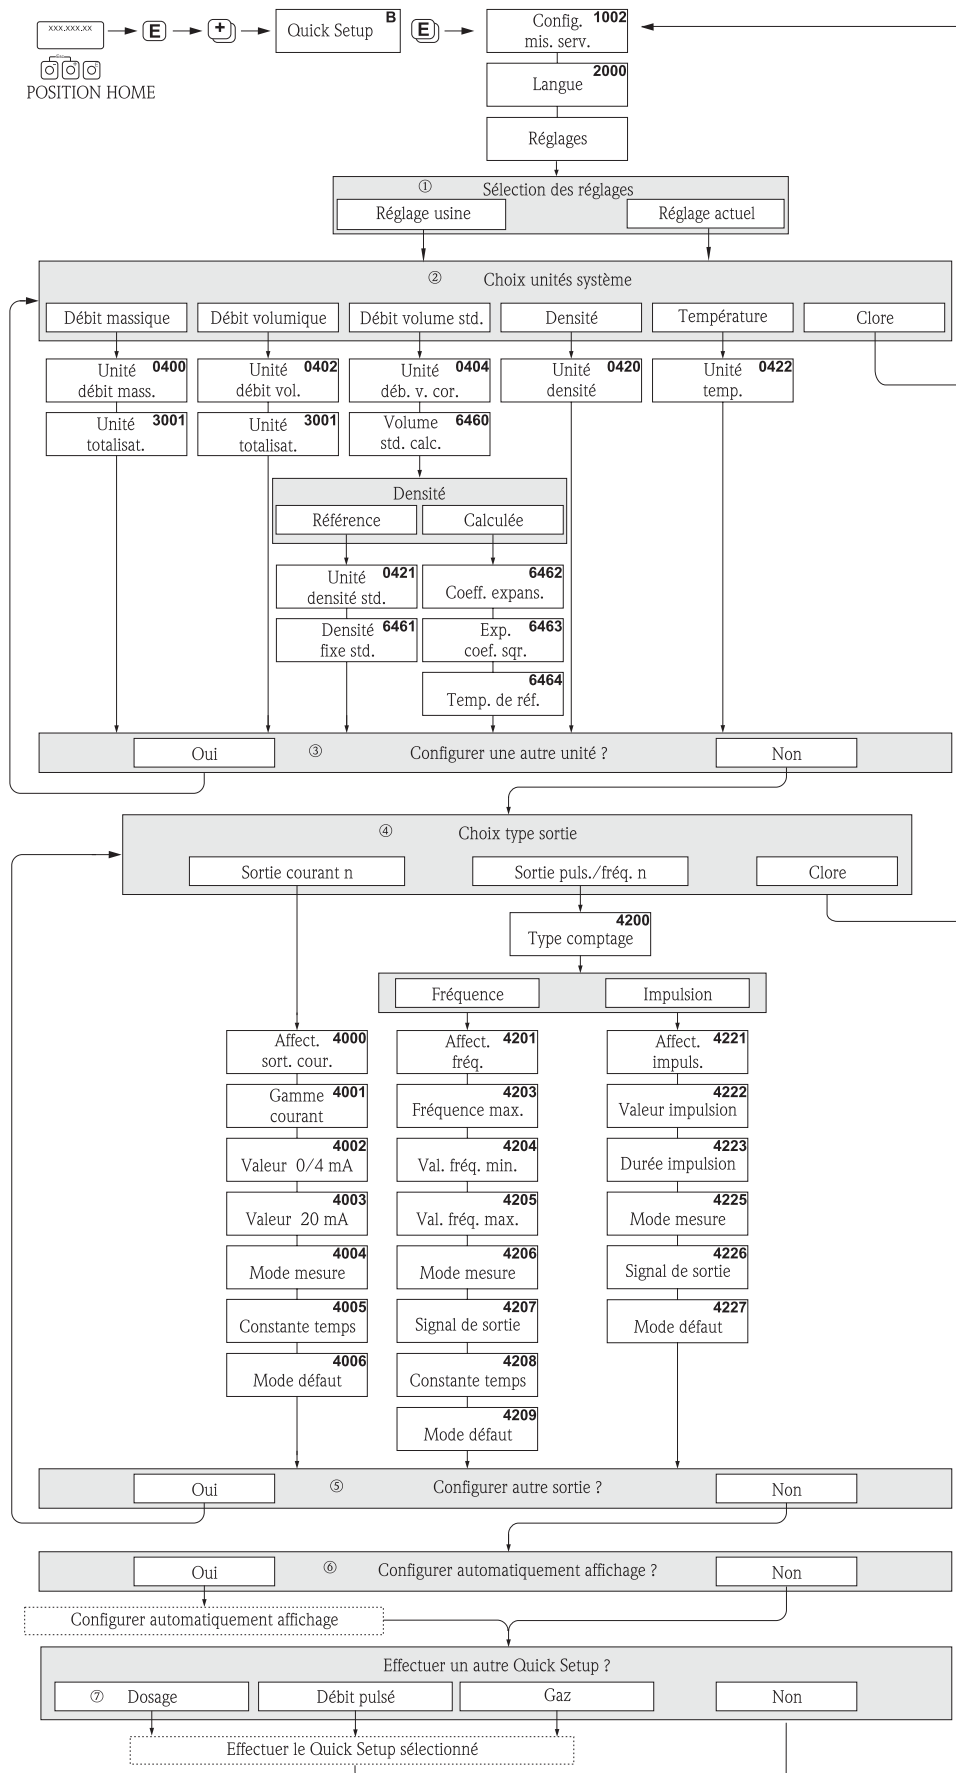 xxx.xxx.xx
E
+
B
Quick Setup
E
1002
Config.
mis. serv.
Esc
- + E
POSITION HOME
2000
Langue
Réglages
① Sélection des réglages
Réglage usine
Réglage actuel
② Choix unités système
Débit massique
Débit volumique
Débit volume std.
Densité
Température
Clore
Unité 0400
débit mass.
Unité 0402
débit vol.
Unité 0404
déb. v. cor.
Unité 0420
densité
Unité 0422
temp.
Unité 3001
totalisat.
Unité 3001
totalisat.
Volume 6460
std. calc.
Densité
Référence
Calculée
Unité 0421
densité std.
6462
Coeff. expans.
Densité 6461
fixe std.
Exp. 6463
coef. sqr.
6464
Temp. de réf.
Oui
③ Configurer une autre unité ?
Non
④ Choix type sortie
Sortie courant n
Sortie puls./fréq. n
Clore
4200
Type comptage
Fréquence
Impulsion
Affect. 4000
sort. cour.
Affect. 4201
fréq.
Affect. 4221
impuls.
Gamme 4001
courant
4203
Fréquence max.
4222
Valeur impulsion
4002
Valeur 0/4 mA
4204
Val. fréq. min.
4223
Durée impulsion
4003
Valeur 20 mA
4205
Val. fréq. max.
4225
Mode mesure
4004
Mode mesure
4206
Mode mesure
4226
Signal de sortie
4005
Constante temps
4207
Signal de sortie
4227
Mode défaut
4006
Mode défaut
4208
Constante temps
4209
Mode défaut
Oui
⑤ Configurer autre sortie ?
Non
Oui
⑥ Configurer automatiquement affichage ?
Non
Configurer automatiquement affichage
Effectuer un autre Quick Setup ?
⑦ Dosage
Débit pulsé
Gaz
Non
Effectuer le Quick Setup sélectionné